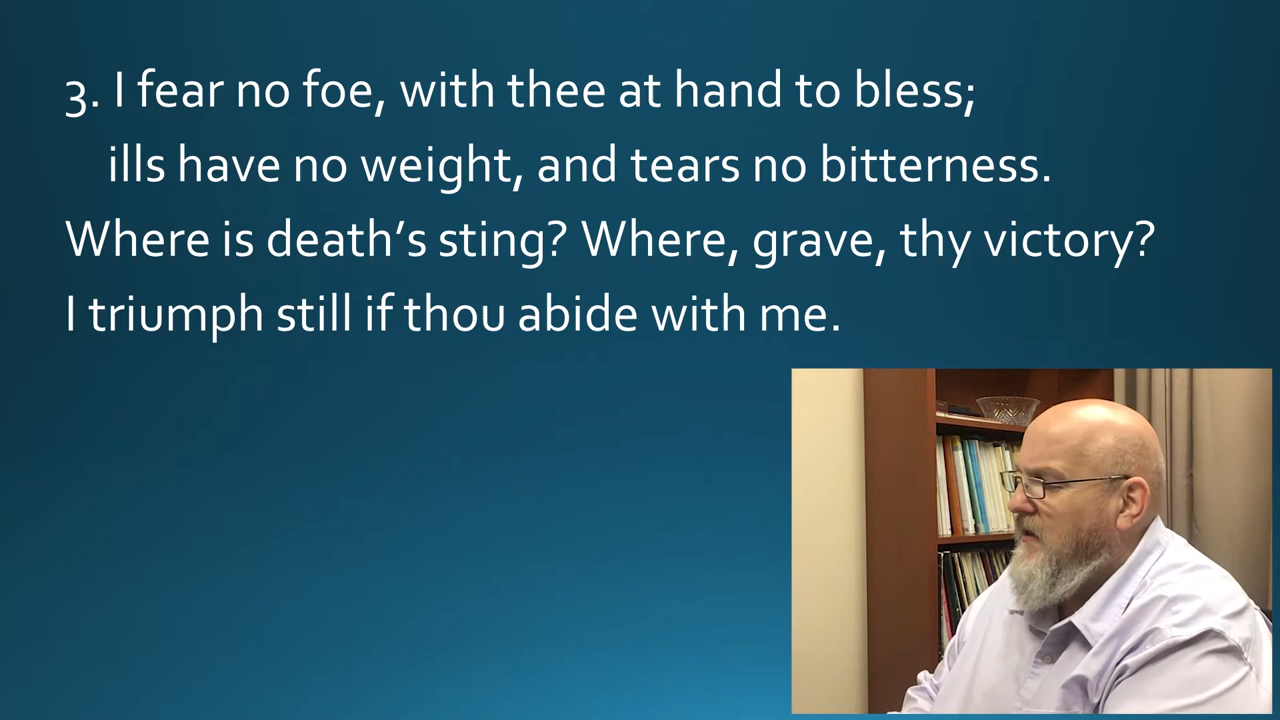 3. I fear no foe, with thee at hand to bless;
ills have no weight, and tears no bitterness.
Where is death’s sting? Where, grave, thy victory?
I triumph still if thou abide with me.